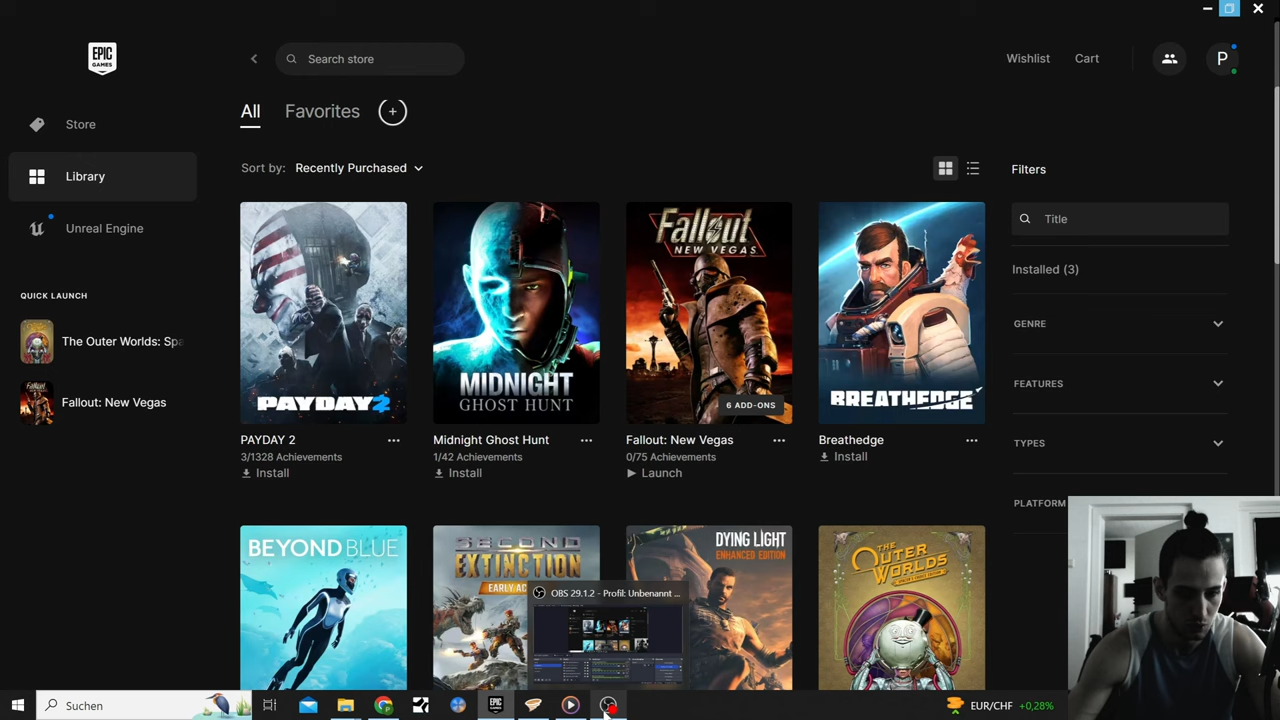 EPIC
GAMES
Search store
Wishlist
Cart
P
Store
Library
Unreal Engine
QUICK LAUNCH
The Outer Worlds: Spa
Fallout: New Vegas
All
Favorites
+
Sort by: Recently Purchased
PAYDAY 2
PAYDAY 2
3/1328 Achievements
Install
MIDNIGHT
GHOST HUNT
Midnight Ghost Hunt
1/42 Achievements
Install
Fallout
NEW VEGAS
6 ADD-ONS
Fallout: New Vegas
0/75 Achievements
Launch
BREATHEDGE
Breathedge
Install
BEYOND BLUE
SECOND
EXTINCTION
EARLY AC
DYING LIGHT
ENHANCED EDITION
THE
OUTER
WORLDS
OBS 29.1.2 - Profil: Unbenannt ...
Filters
Title
Installed (3)
GENRE
FEATURES
TYPES
PLATFORM
Suchen
EPIC
EUR/CHF +0,28%